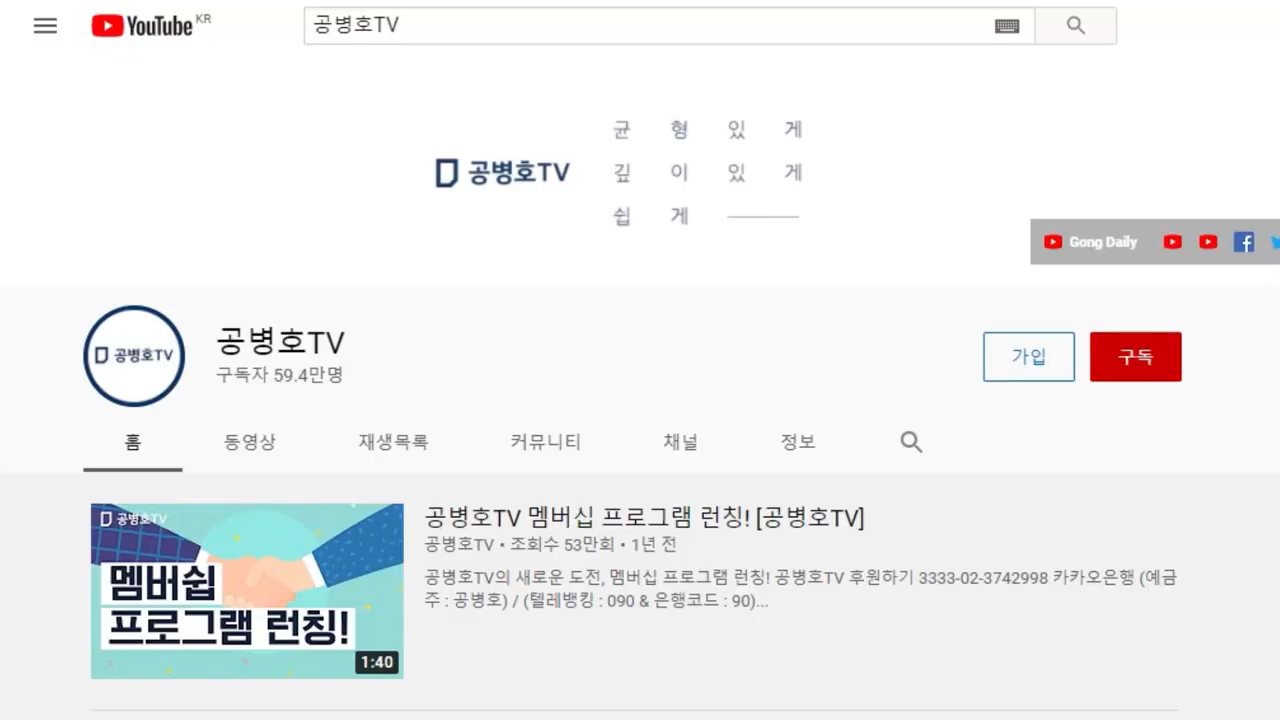 YouTube KR
공병호TV
균 형 있 게
공병호TV
깊 이 있 게
쉽 게
Gong Daily
공병호TV
공병호TV
구독자 59.4만명
가입
구독
홈
동영상
재생목록
커뮤니티
채널
정보
공병호TV
멤버쉽
프로그램 런칭!
1:40
공병호TV 멤버십 프로그램 런칭! [공병호TV]
공병호TV • 조회수 53만회 • 1년 전
공병호TV의 새로운 도전, 멤버십 프로그램 런칭! 공병호TV 후원하기 3333-02-3742998 카카오은행 (예금
주 : 공병호) / (텔레뱅킹 : 090 & 은행코드 : 90)...